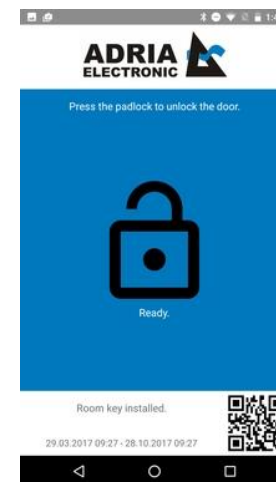 ADRIA
ELECTRONIC
Press the padlock to unlock the door.
Ready.
Room key installed.
29.03.2017 09:27 - 28.10.2017 09:27